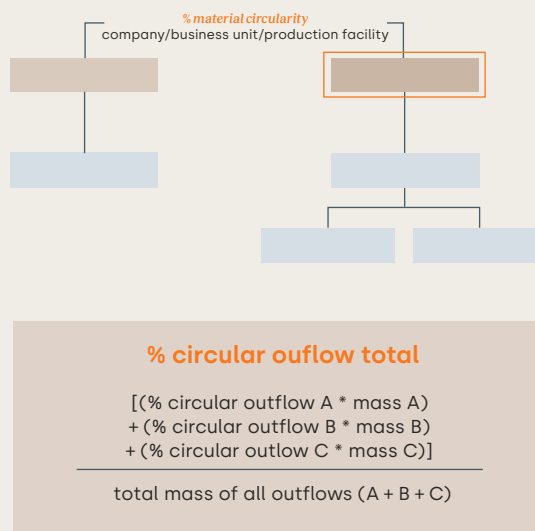 % material circularity
company/business unit/production facility
% circular ouflow total
[(% circular outflow A * mass A)
+ (% circular outflow B * mass B)
+ (% circular outlow C * mass C)]
total mass of all outflows (A + B + C)